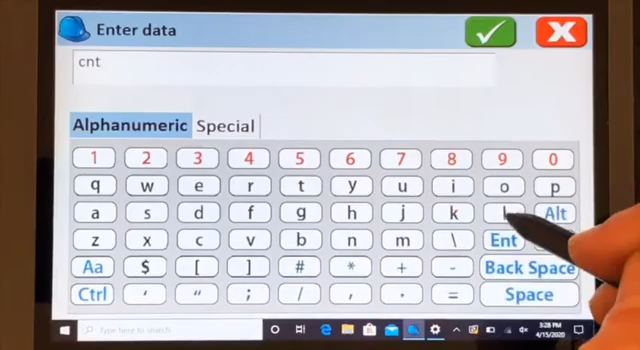 Enter data
cnt
Alphanumeric Special
1 2 3 4 5 6 7 8 9 0
q w e r t y u i o p
a s d f g h j k l Alt
z x c v b n m \ Ent
Aa $ [ ] # * + - Back Space
Ctrl ‘ “ ; / , . = Space
Type here to search
3:28 PM
4/15/2020